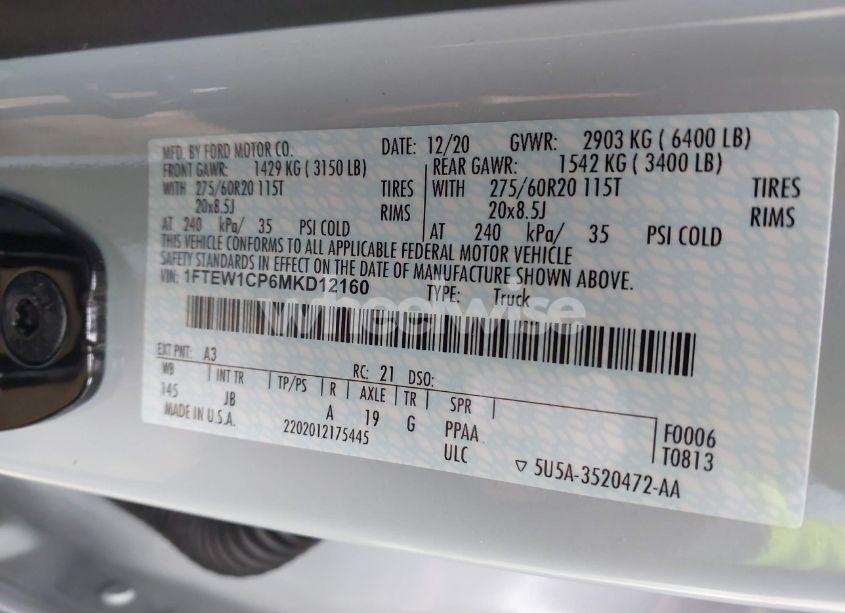 MFD. BY FORD MOTOR CO. DATE: 12/20 GVWR: 2903 KG ( 6400 LB)
FRONT GAWR: 1429 KG ( 3150 LB) REAR GAWR: 1542 KG ( 3400 LB)
WITH 275/60R20 115T TIRES WITH 275/60R20 115T TIRES
20x8.5J RIMS 20x8.5J RIMS
AT 240 kPa/ 35 PSI COLD AT 240 kPa/ 35 PSI COLD
THIS VEHICLE CONFORMS TO ALL APPLICABLE FEDERAL MOTOR VEHICLE
SAFETY STANDARDS IN EFFECT ON THE DATE OF MANUFACTURE SHOWN ABOVE.
VIN: 1FTEW1CP6MKD12160 TYPE: Truck
wheelwise
EXT PNT: A3 RC: 21 DSO:
WB INT TR TP/PS R AXLE TR SPR
145 JB A 19 G PPAA F0006
MADE IN U.S.A. 2202012175445 ULC T0813
▽ 5U5A-3520472-AA